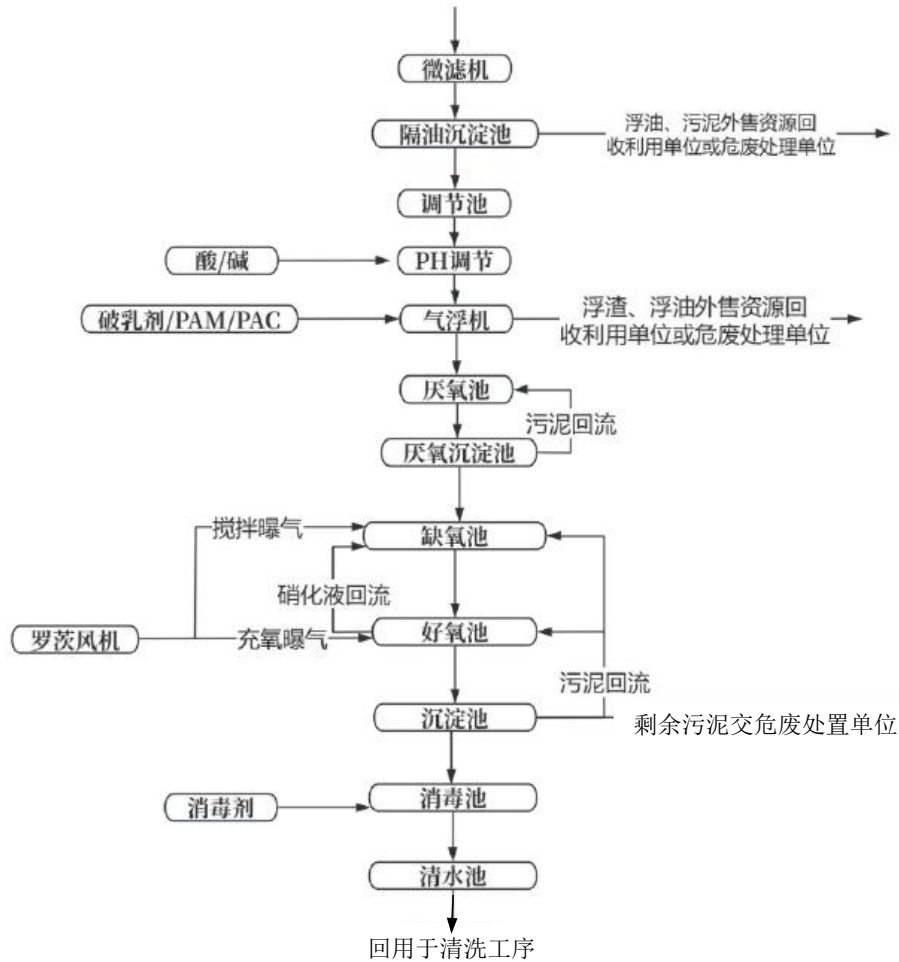 微滤机
隔油沉淀池
浮油、污泥外售资源回
收利用单位或危废处理单位
调节池
酸/碱
PH调节
破乳剂/PAM/PAC
气浮机
浮渣、浮油外售资源回
收利用单位或危废处理单位
厌氧池
污泥回流
厌氧沉淀池
搅拌曝气
缺氧池
硝化液回流
罗茨风机
充氧曝气
好氧池
污泥回流
沉淀池
剩余污泥交危废处置单位
消毒剂
消毒池
清水池
回用于清洗工序